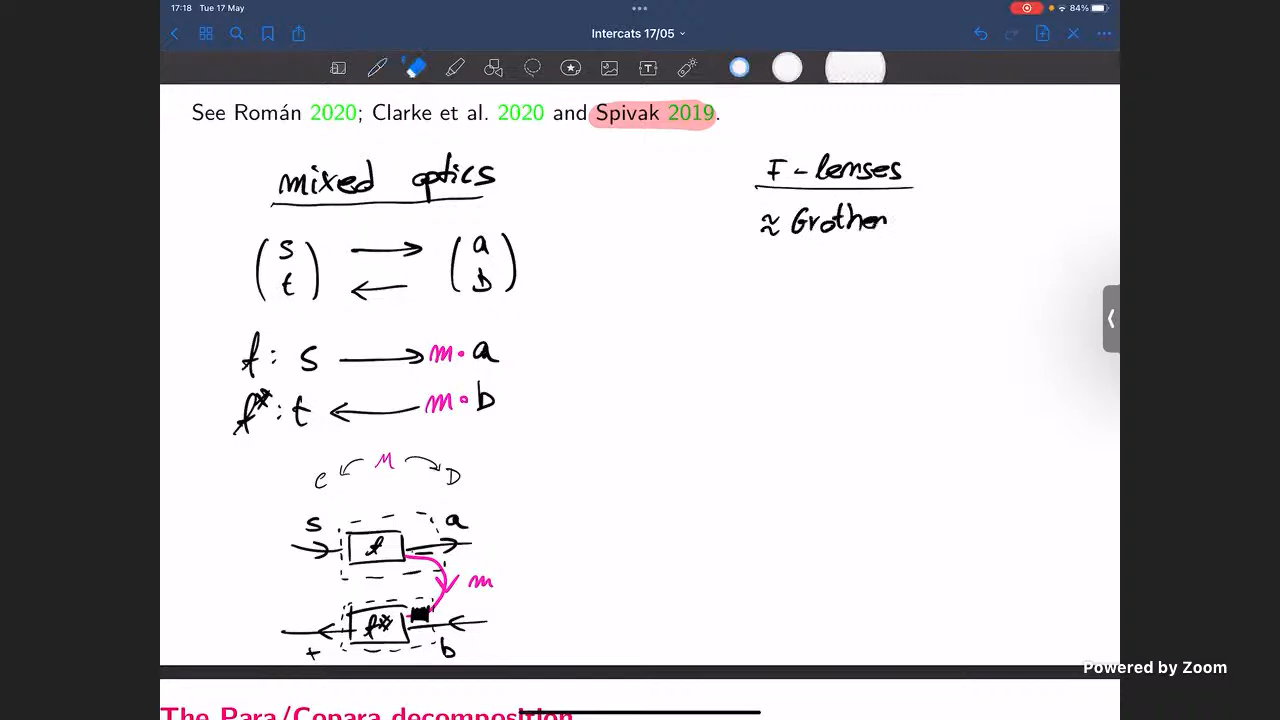 17:18 Tue 17 May
84%
Intercats 17/05
See Román 2020; Clarke et al. 2020 and Spivak 2019.
mixed optics
F-lenses
≈ Grothen
( s ⟶ ( a
t ) ⟵ b )
f: s ⟶ m • a
f*: t ⟵ m • b
C M D
s a
f
m
f*
t b
Powered by Zoom
The Para/Copara decomposition